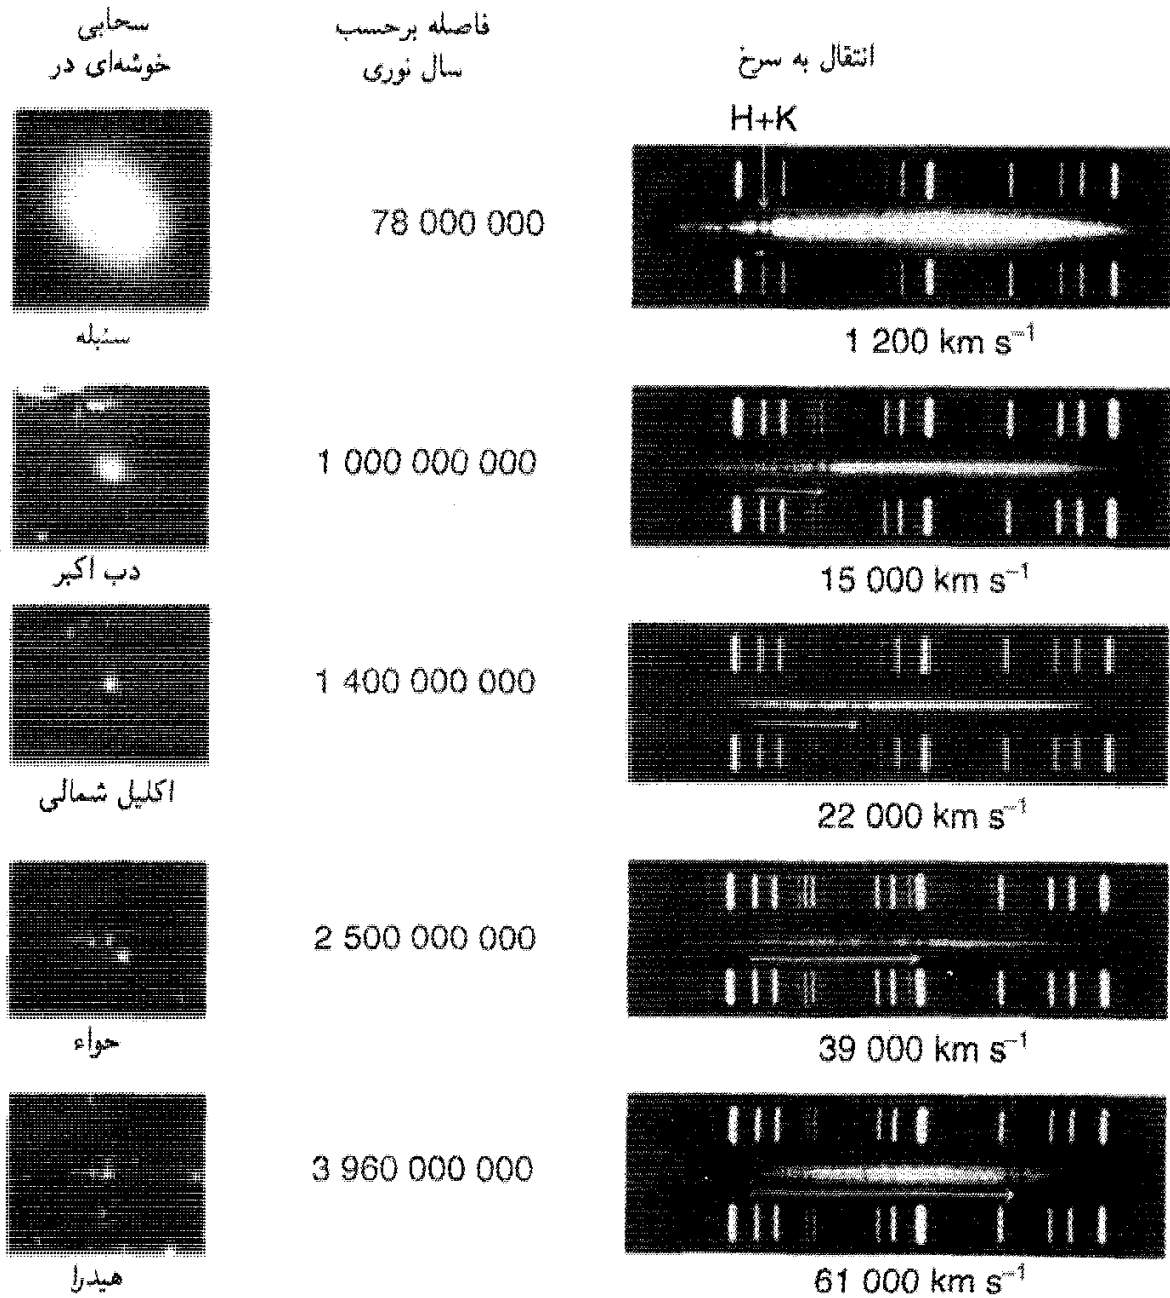 سحابی
خوشه‌ای در
فاصله برحسب
سال نوری
انتقال به سرخ
H+K
78 000 000
سنبله
1 200 km s⁻¹
1 000 000 000
دب اکبر
15 000 km s⁻¹
1 400 000 000
اکلیل شمالی
22 000 km s⁻¹
2 500 000 000
حواء
39 000 km s⁻¹
3 960 000 000
هیدرا
61 000 km s⁻¹